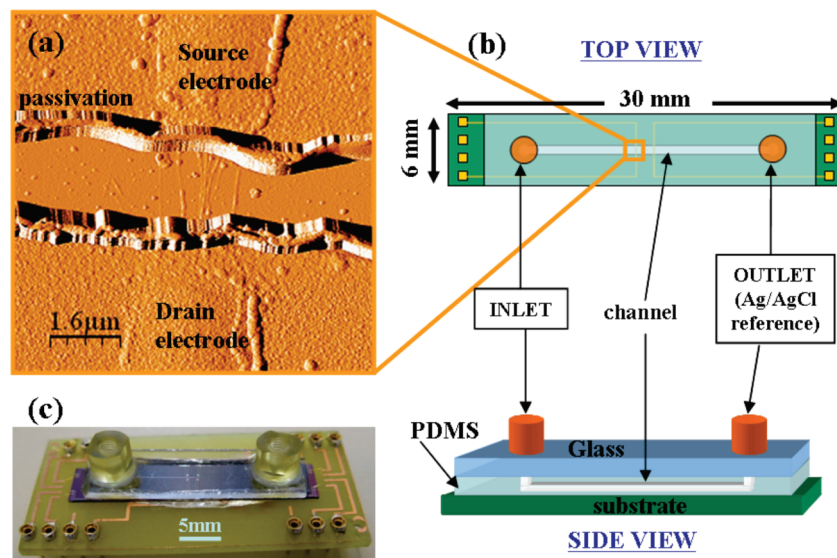 (a)
Source
electrode
passivation
Drain
electrode
1.6µm
(b)
TOP VIEW
30 mm
6 mm
INLET
channel
OUTLET
(Ag/AgCl
reference)
(c)
5mm
PDMS
Glass
substrate
SIDE VIEW